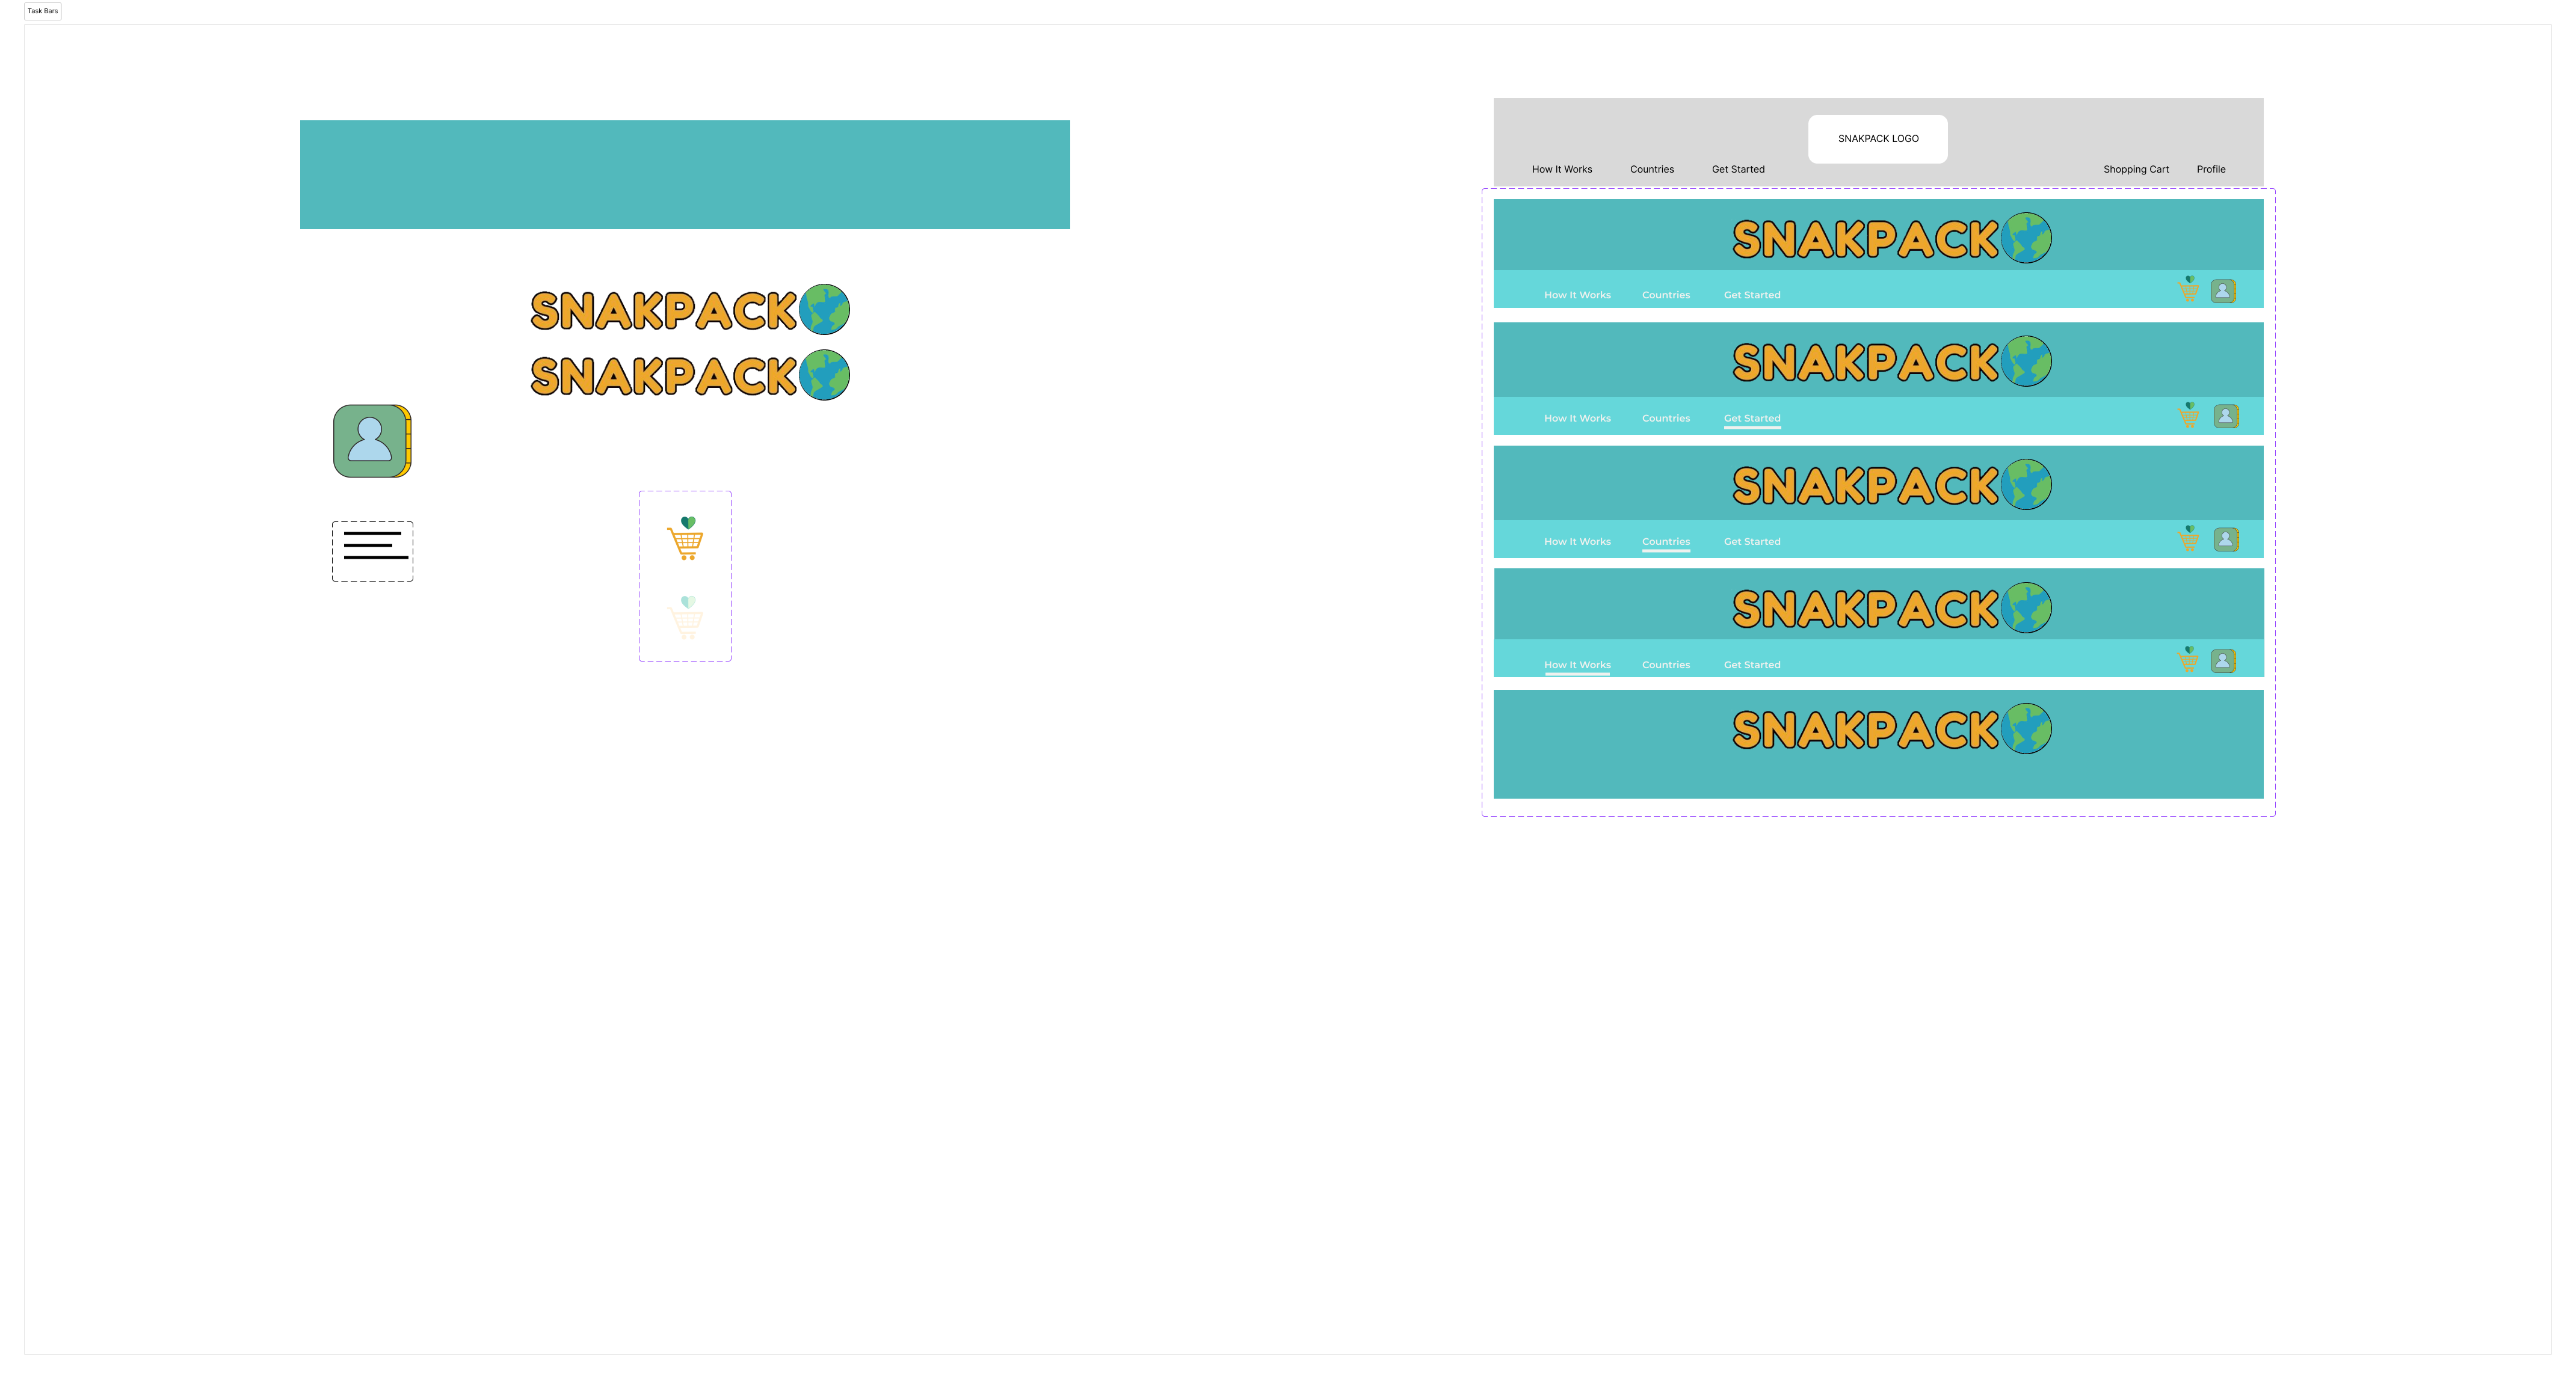 Task Bars
SNAKPACK
SNAKPACK
SNAKPACK LOGO
How It Works Countries Get Started Shopping Cart Profile
SNAKPACK
How It Works Countries Get Started
SNAKPACK
How It Works Countries Get Started
SNAKPACK
How It Works Countries Get Started
SNAKPACK
How It Works Countries Get Started
SNAKPACK